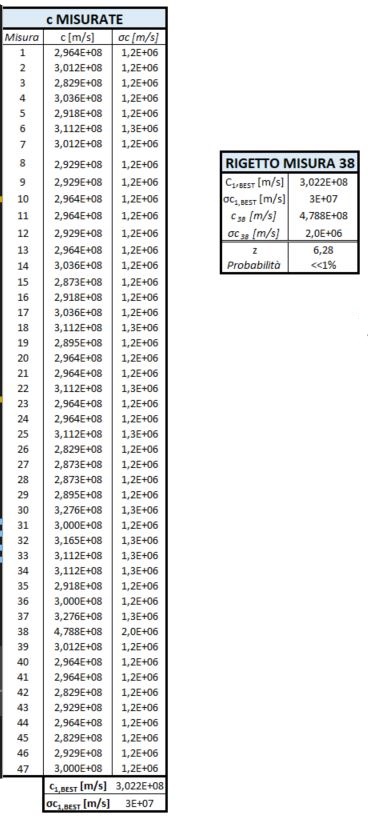 c MISURATE
Misura c [m/s] σc [m/s]
1 2,964E+08 1,2E+06
2 3,012E+08 1,2E+06
3 2,829E+08 1,2E+06
4 3,036E+08 1,2E+06
5 2,918E+08 1,2E+06
6 3,112E+08 1,3E+06
7 3,012E+08 1,2E+06
8 2,929E+08 1,2E+06
9 2,929E+08 1,2E+06
10 2,964E+08 1,2E+06
11 2,964E+08 1,2E+06
12 2,929E+08 1,2E+06
13 2,964E+08 1,2E+06
14 3,036E+08 1,2E+06
15 2,873E+08 1,2E+06
16 2,918E+08 1,2E+06
17 3,036E+08 1,2E+06
18 3,112E+08 1,3E+06
19 2,895E+08 1,2E+06
20 2,964E+08 1,2E+06
21 2,964E+08 1,2E+06
22 3,112E+08 1,3E+06
23 2,964E+08 1,2E+06
24 2,964E+08 1,2E+06
25 3,112E+08 1,3E+06
26 2,829E+08 1,2E+06
27 2,873E+08 1,2E+06
28 2,873E+08 1,2E+06
29 2,895E+08 1,2E+06
30 3,276E+08 1,3E+06
31 3,000E+08 1,2E+06
32 3,165E+08 1,3E+06
33 3,112E+08 1,3E+06
34 3,112E+08 1,3E+06
35 2,918E+08 1,2E+06
36 3,000E+08 1,2E+06
37 3,276E+08 1,3E+06
38 4,788E+08 2,0E+06
39 3,012E+08 1,2E+06
40 2,964E+08 1,2E+06
41 2,964E+08 1,2E+06
42 2,829E+08 1,2E+06
43 2,929E+08 1,2E+06
44 2,964E+08 1,2E+06
45 2,829E+08 1,2E+06
46 2,929E+08 1,2E+06
47 3,000E+08 1,2E+06
c1,BEST [m/s] 3,022E+08
σc1,BEST [m/s] 3E+07
RIGETTO MISURA 38
C1,BEST [m/s] 3,022E+08
σc1,BEST [m/s] 3E+07
c 38 [m/s] 4,788E+08
σc 38 [m/s] 2,0E+06
z 6,28
Probabilità <<1%